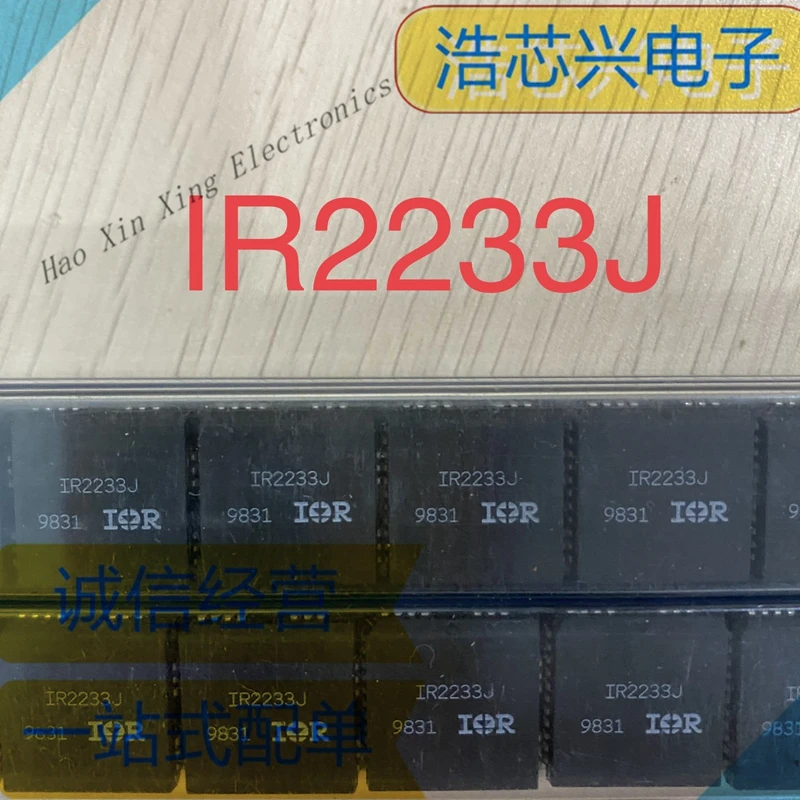 浩芯兴电子
Hao Xin Xing Electronics
IR2233J
IR2233J IR2233J IR2233J IR2233J
9831 IOR 9831 IOR 9831 IOR 9831 IOR 9
诚信经营
IR2233J IR2233J IR2233J IR2233J
9831 IOR 9831 IOR 9831 IOR 9831 IOR 983
一站式配单